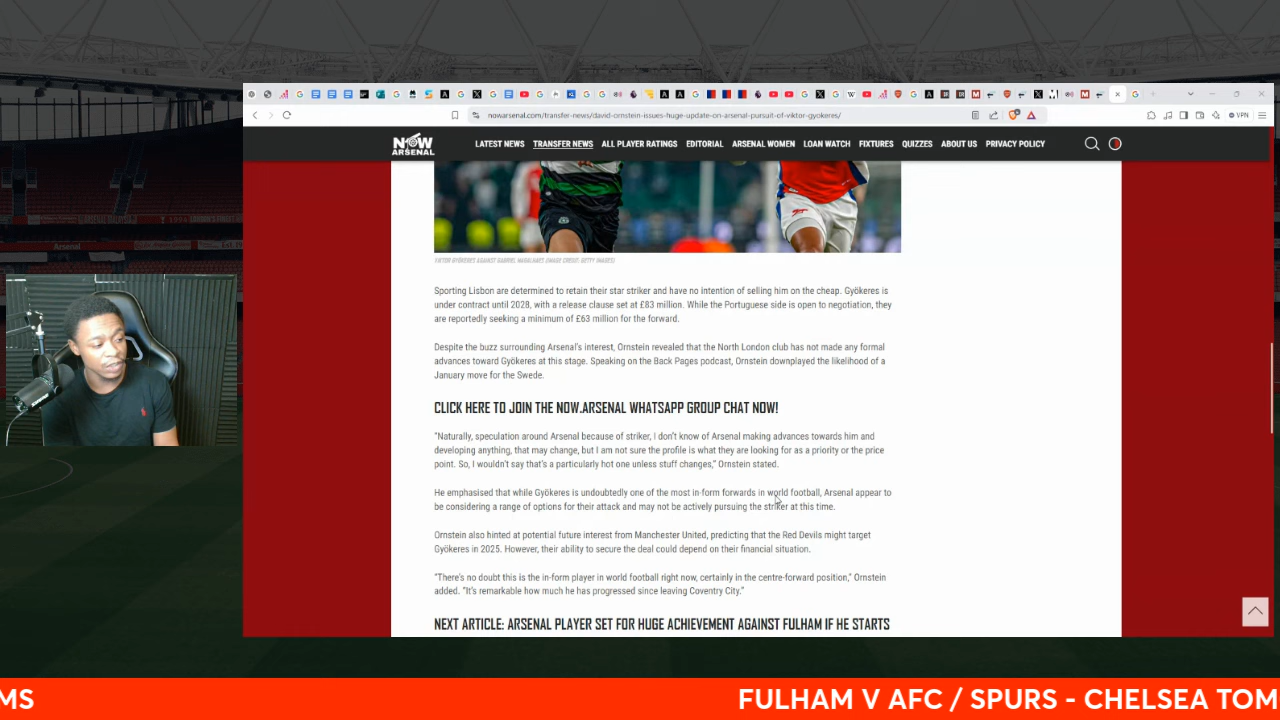 nowarsenal.com/transfer-news/david-ornstein-issues-huge-update-on-arsenal-pursuit-of-viktor-gyokeres/
VPN
NOW
ARSENAL
LATEST NEWS TRANSFER NEWS ALL PLAYER RATINGS EDITORIAL ARSENAL WOMEN LOAN WATCH FIXTURES QUIZZES ABOUT US PRIVACY POLICY
VIKTOR GYÖKERES AGAINST GABRIEL MAGALHAES (IMAGE CREDIT: GETTY IMAGES)
Sporting Lisbon are determined to retain their star striker and have no intention of selling him on the cheap. Gyökeres is
under contract until 2028, with a release clause set at £83 million. While the Portuguese side is open to negotiation, they
are reportedly seeking a minimum of £63 million for the forward.
Despite the buzz surrounding Arsenal's interest, Ornstein revealed that the North London club has not made any formal
advances toward Gyökeres at this stage. Speaking on the Back Pages podcast, Ornstein downplayed the likelihood of a
January move for the Swede.
CLICK HERE TO JOIN THE NOW.ARSENAL WHATSAPP GROUP CHAT NOW!
"Naturally, speculation around Arsenal because of striker, I don't know of Arsenal making advances towards him and
developing anything, that may change, but I am not sure the profile is what they are looking for as a priority or the price
point. So, I wouldn't say that's a particularly hot one unless stuff changes," Ornstein stated.
He emphasised that while Gyökeres is undoubtedly one of the most in-form forwards in world football, Arsenal appear to
be considering a range of options for their attack and may not be actively pursuing the striker at this time.
Ornstein also hinted at potential future interest from Manchester United, predicting that the Red Devils might target
Gyökeres in 2025. However, their ability to secure the deal could depend on their financial situation.
"There's no doubt this is the in-form player in world football right now, certainly in the centre-forward position," Ornstein
added. "It's remarkable how much he has progressed since leaving Coventry City."
NEXT ARTICLE: ARSENAL PLAYER SET FOR HUGE ACHIEVEMENT AGAINST FULHAM IF HE STARTS
Arsenal
MS FULHAM V AFC / SPURS - CHELSEA TOM